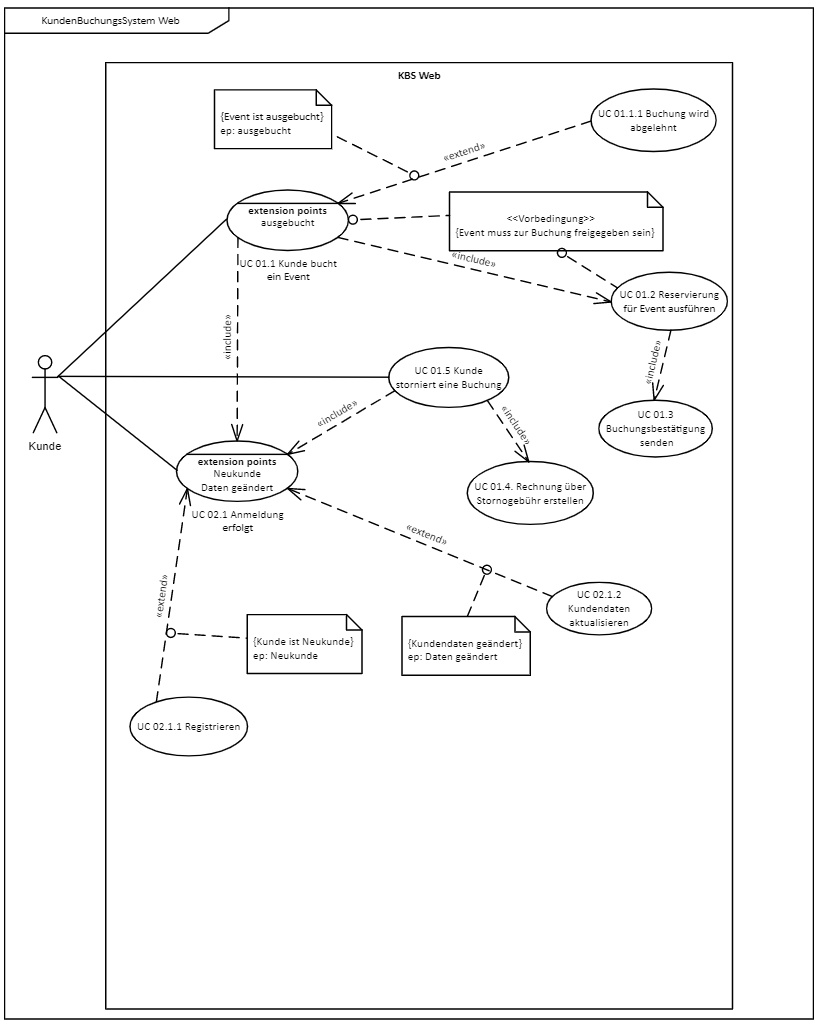 KundenBuchungsSystem Web
KBS Web
{Event ist ausgebucht}
ep: ausgebucht
UC 01.1.1 Buchung wird
abgelehnt
«extend»
extension points
ausgebucht
UC 01.1 Kunde bucht
ein Event
<<Vorbedingung>>
{Event muss zur Buchung freigegeben sein}
«include»
UC 01.2 Reservierung
für Event ausführen
«include»
«include»
UC 01.5 Kunde
storniert eine Buchung
«include»
«include»
UC 01.3
Buchungsbestätigung
senden
Kunde
extension points
Neukunde
Daten geändert
UC 02.1 Anmeldung
erfolgt
UC 01.4. Rechnung über
Stornogebühr erstellen
«extend»
«extend»
UC 02.1.2
Kundendaten
aktualisieren
{Kunde ist Neukunde}
ep: Neukunde
{Kundendaten geändert}
ep: Daten geändert
UC 02.1.1 Registrieren